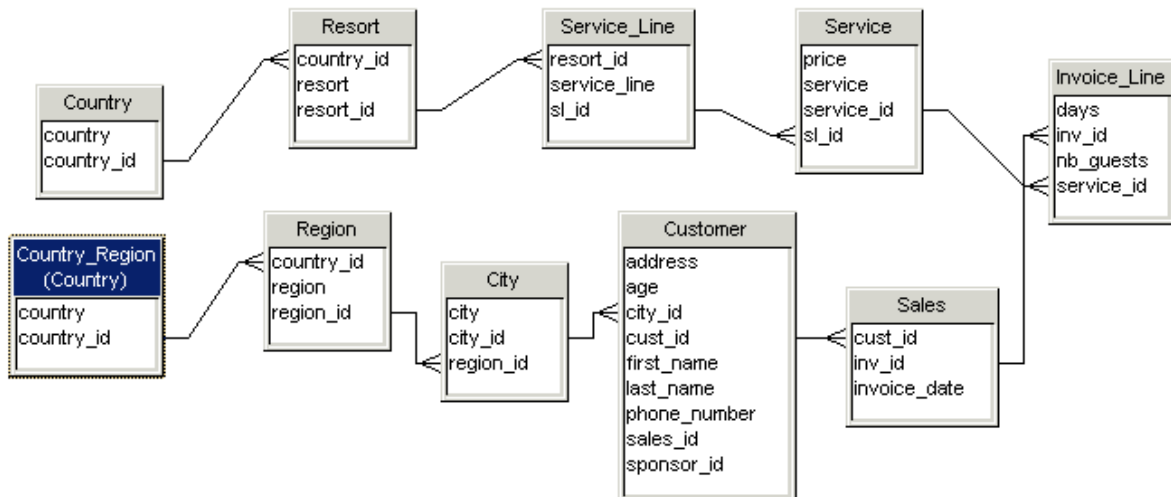 Resort
country_id
resort
resort_id
Service_Line
resort_id
service_line
sl_id
Service
price
service
service_id
sl_id
Invoice_Line
days
inv_id
nb_guests
service_id
Country
country
country_id
Country_Region
(Country)
country
country_id
Region
country_id
region
region_id
City
city
city_id
region_id
Customer
address
age
city_id
cust_id
first_name
last_name
phone_number
sales_id
sponsor_id
Sales
cust_id
inv_id
invoice_date